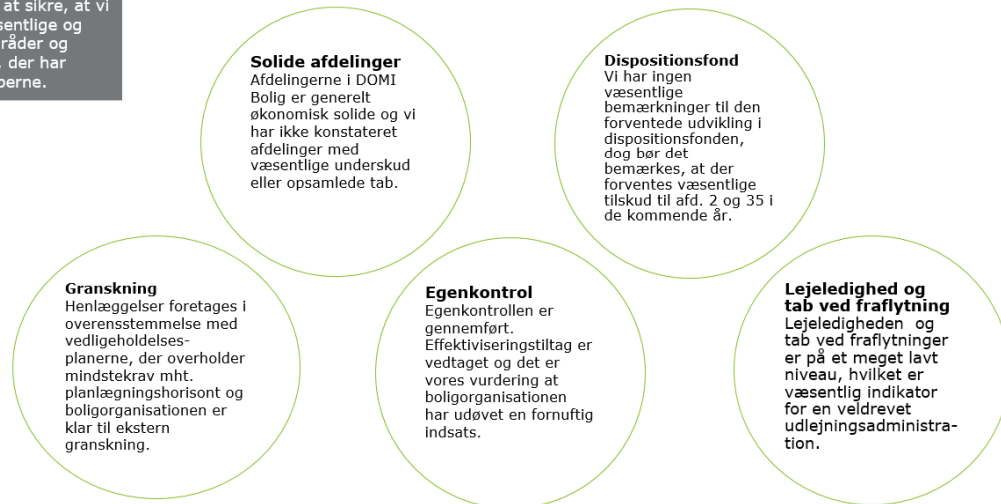 at sikre, at vi
sentlige og
råder og
, der har
erne.
Solide afdelinger
Afdelingerne i DOMI
Bolig er generelt
økonomisk solide og vi
har ikke konstateret
afdelinger med
væsentlige underskud
eller opsamlede tab.
Dispositionsfond
Vi har ingen
væsentlige
bemærkninger til den
forventede udvikling i
dispositionsfonden,
dog bør det
bemærkes, at der
forventes væsentlige
tilskud til afd. 2 og 35 i
de kommende år.
Granskning
Henlæggelser foretages i
overensstemmelse med
vedligeholdelses-
planerne, der overholder
mindstekrav mht.
planlægningshorisont og
boligorganisationen er
klar til ekstern
granskning.
Egenkontrol
Egenkontrollen er
gennemført.
Effektiviseringstiltag er
vedtaget og det er
vores vurdering at
boligorganisationen
har udøvet en fornuftig
indsats.
Lejeledighed og
tab ved fraflytning
Lejeledigheden og
tab ved fraflytninger
er på et meget lavt
niveau, hvilket er
væsentlig indikator
for en veldrevet
udlejningsadministra-
tion.